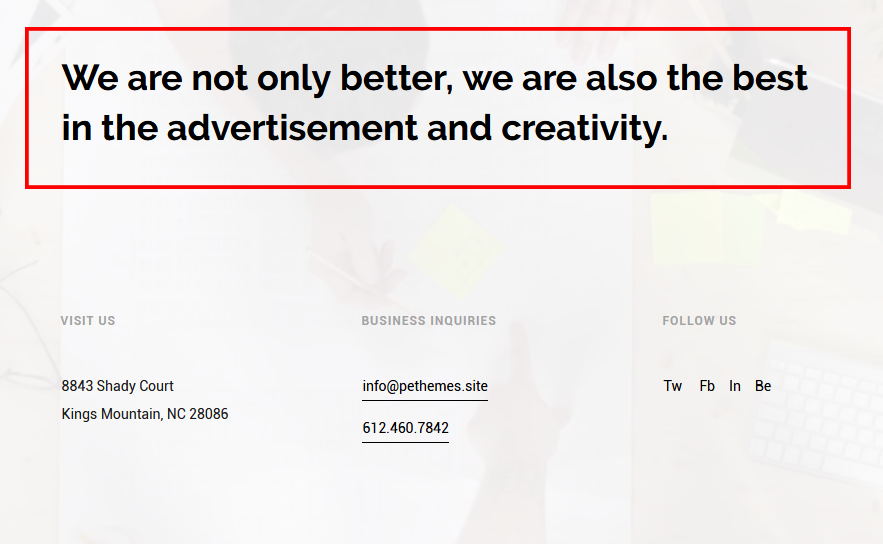 We are not only better, we are also the best
in the advertisement and creativity.
VISIT US
8843 Shady Court
Kings Mountain, NC 28086
BUSINESS INQUIRIES
info@pethemes.site
612.460.7842
FOLLOW US
Tw Fb In Be